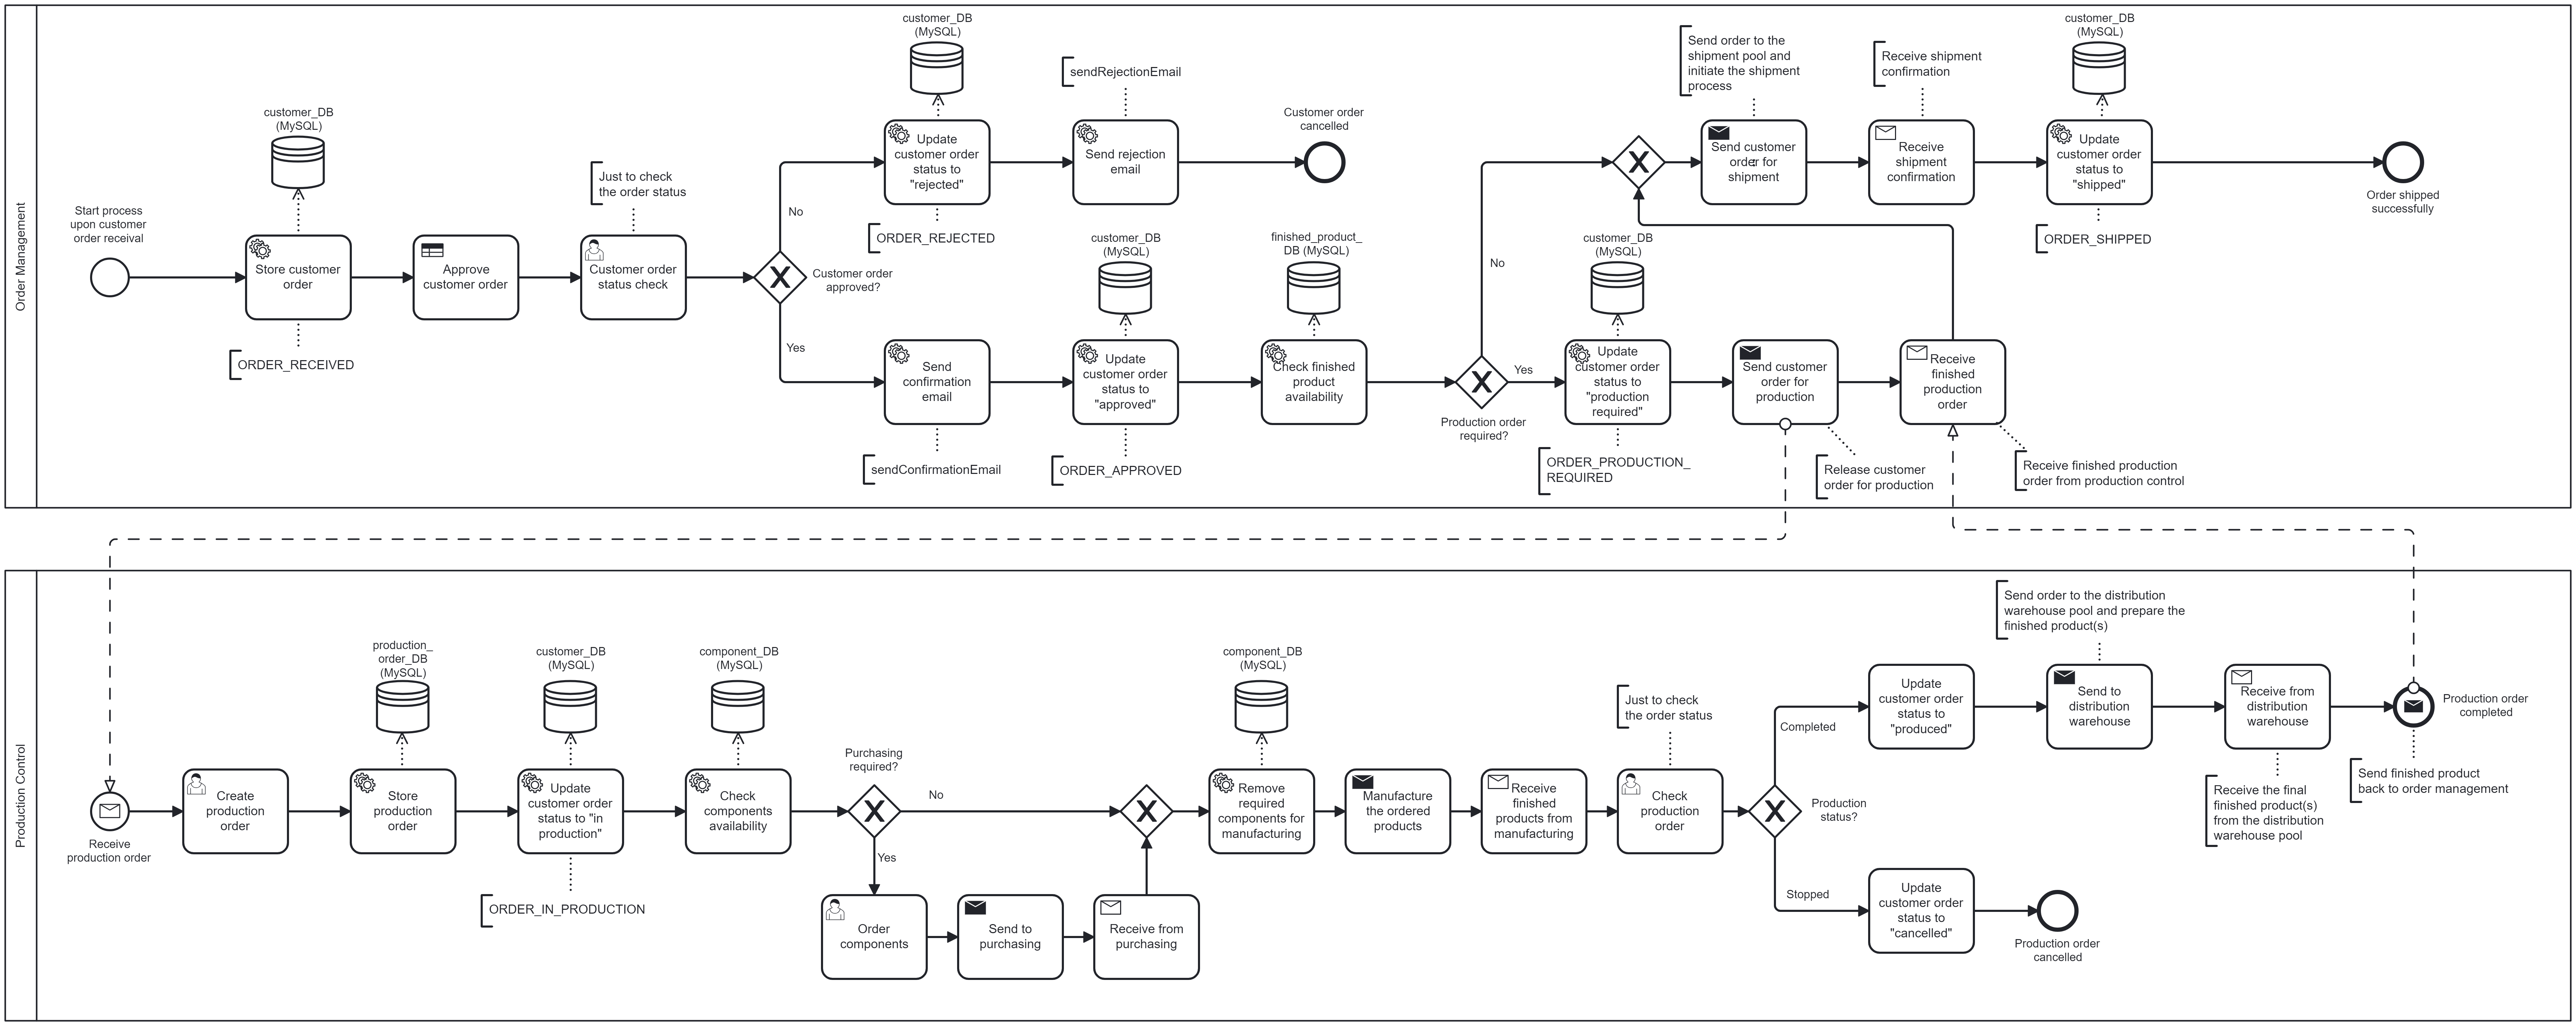 Order Management
Start process
upon customer
order receival
customer_DB
(MySQL)
Store customer
order
ORDER_RECEIVED
Approve
customer order
Just to check
the order status
Customer order
status check
Customer order
approved?
No
Yes
customer_DB
(MySQL)
Update
customer order
status to
"rejected"
ORDER_REJECTED
sendRejectionEmail
Send rejection
email
Customer order
cancelled
Send
confirmation
email
sendConfirmationEmail
customer_DB
(MySQL)
Update
customer order
status to
"approved"
ORDER_APPROVED
finished_product_
DB (MySQL)
Check finished
product
availability
Production order
required?
No
Yes
customer_DB
(MySQL)
Update
customer order
status to
"production
required"
ORDER_PRODUCTION_
REQUIRED
Send customer
order for
production
Release customer
order for production
Receive
finished
production
order
Receive finished production
order from production control
Send order to the
shipment pool and
initiate the shipment
process
Send customer
order for
shipment
Receive shipment
confirmation
Receive
shipment
confirmation
customer_DB
(MySQL)
Update
customer order
status to
"shipped"
ORDER_SHIPPED
Order shipped
successfully
Production Control
Receive
production order
Create
production
order
production_
order_DB
(MySQL)
Store
production
order
customer_DB
(MySQL)
Update
customer order
status to "in
production"
ORDER_IN_PRODUCTION
component_DB
(MySQL)
Check
components
availability
Purchasing
required?
No
Yes
Order
components
Send to
purchasing
Receive from
purchasing
component_DB
(MySQL)
Remove
required
components for
manufacturing
Manufacture
the ordered
products
Receive
finished
products from
manufacturing
Just to check
the order status
Check
production
order
Production
status?
Completed
Stopped
Update
customer order
status to
"produced"
Send order to the distribution
warehouse pool and prepare the
finished product(s)
Send to
distribution
warehouse
Receive from
distribution
warehouse
Receive the final
finished product(s)
from the distribution
warehouse pool
Production order
completed
Send finished product
back to order management
Update
customer order
status to
"cancelled"
Production order
cancelled